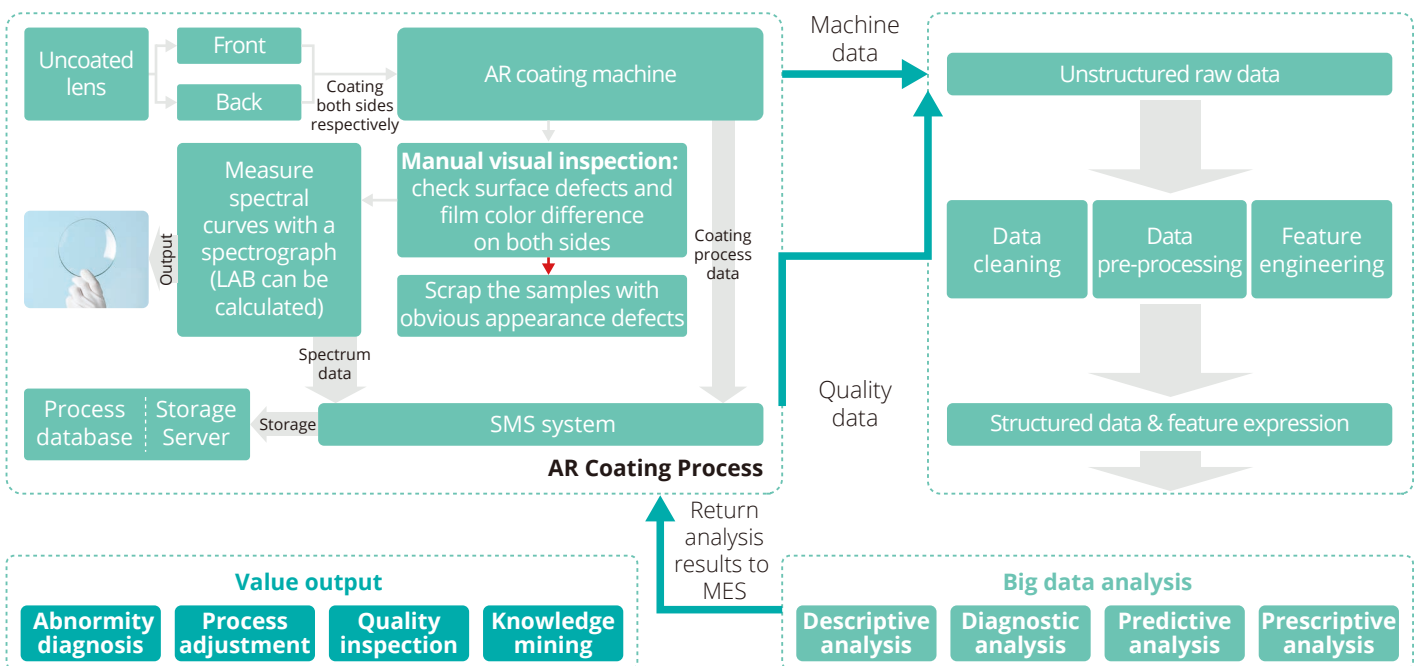 Uncoated
lens
Front
Back
Coating
both sides
respectively
AR coating machine
Manual visual inspection:
check surface defects and
film color difference
on both sides
Scrap the samples with
obvious appearance defects
Measure
spectral
curves with a
spectrograph
(LAB can be
calculated)
Output
Coating
process
data
Spectrum
data
SMS system
Storage
Process
database
Storage
Server
AR Coating Process
Machine
data
Quality
data
Unstructured raw data
Data
cleaning
Data
pre-processing
Feature
engineering
Structured data & feature expression
Return
analysis
results to
MES
Value output
Abnormity
diagnosis
Process
adjustment
Quality
inspection
Knowledge
mining
Big data analysis
Descriptive
analysis
Diagnostic
analysis
Predictive
analysis
Prescriptive
analysis